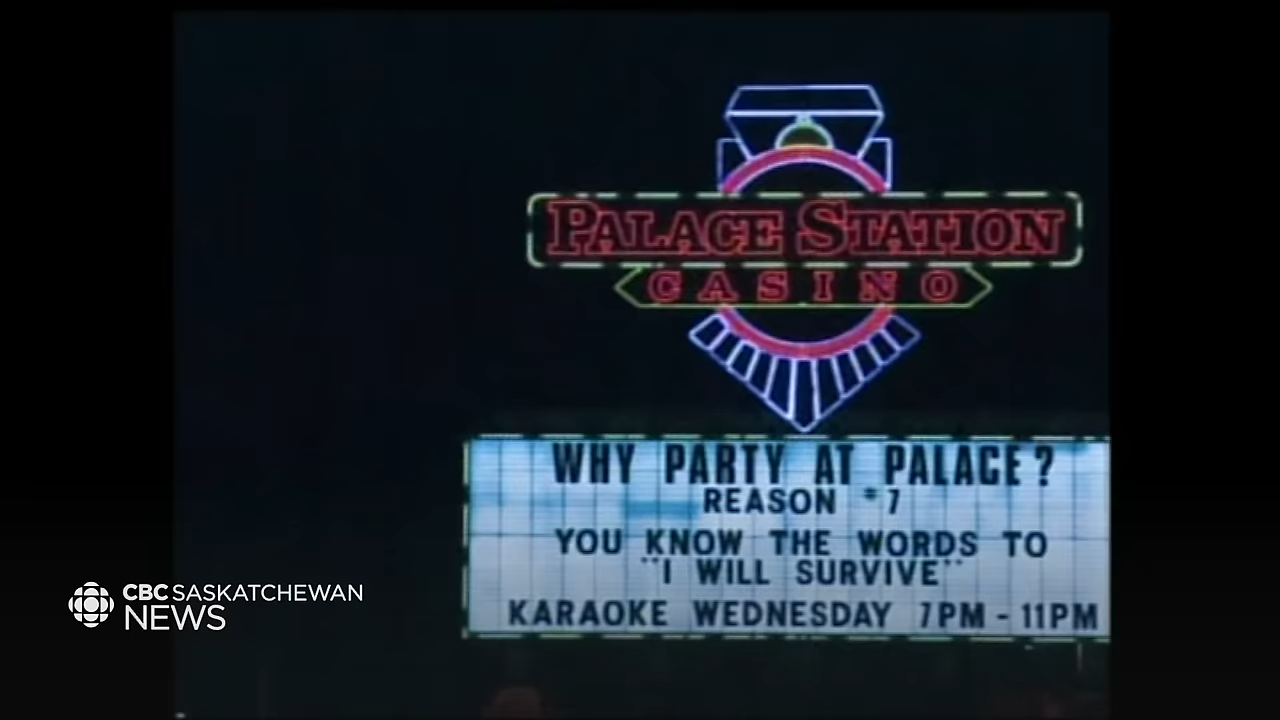 PALACE STATION
CASINO
WHY PARTY AT PALACE?
REASON #7
YOU KNOW THE WORDS TO
"I WILL SURVIVE"
KARAOKE WEDNESDAY 7PM - 11PM
CBC SASKATCHEWAN
NEWS